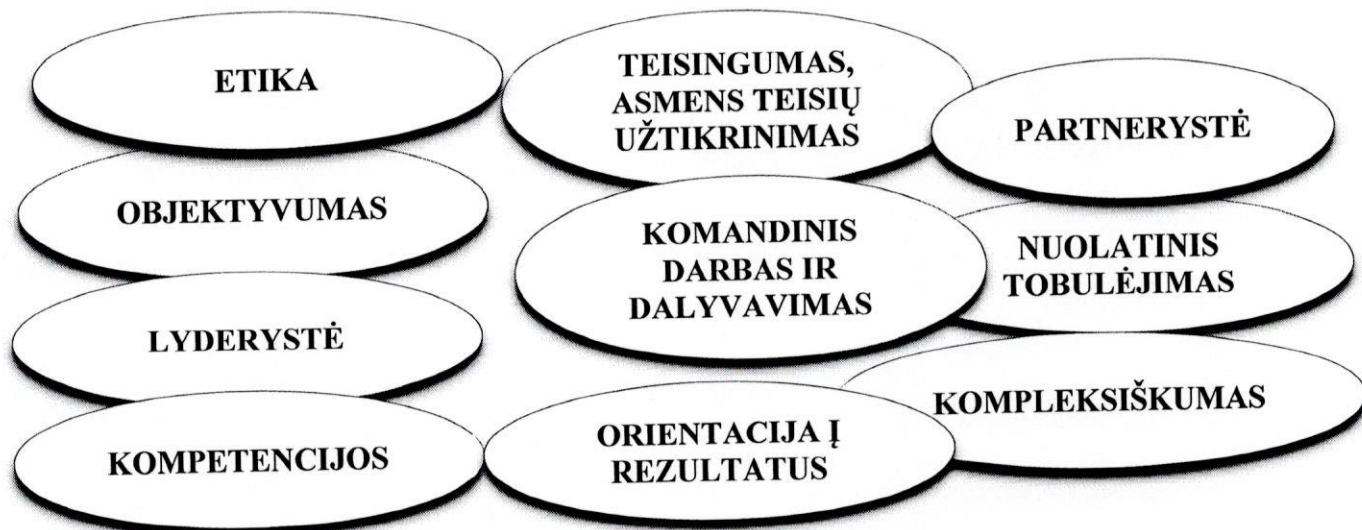 ETIKA
OBJEKTYVUMAS
LYDERYSTĖ
KOMPETENCIJOS
TEISINGUMAS,
ASMENS TEISIŲ
UŽTIKRINIMAS
KOMANDINIS
DARBAS IR
DALYVAVIMAS
ORIENTACIJA Į
REZULTATUS
PARTNERYSTĖ
NUOLATINIS
TOBULĖJIMAS
KOMPLEKSIŠKUMAS